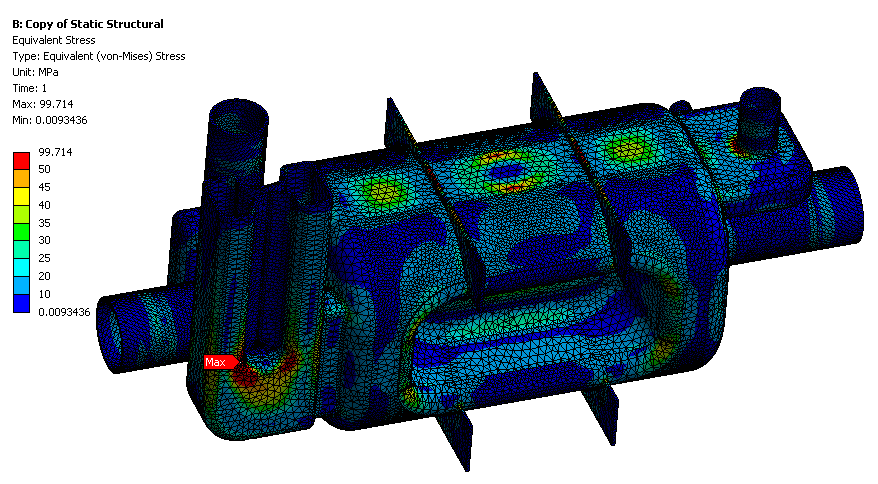 B: Copy of Static Structural
Equivalent Stress
Type: Equivalent (von-Mises) Stress
Unit: MPa
Time: 1
Max: 99.714
Min: 0.0093436
99.714
50
45
40
35
30
25
20
10
0.0093436
Max